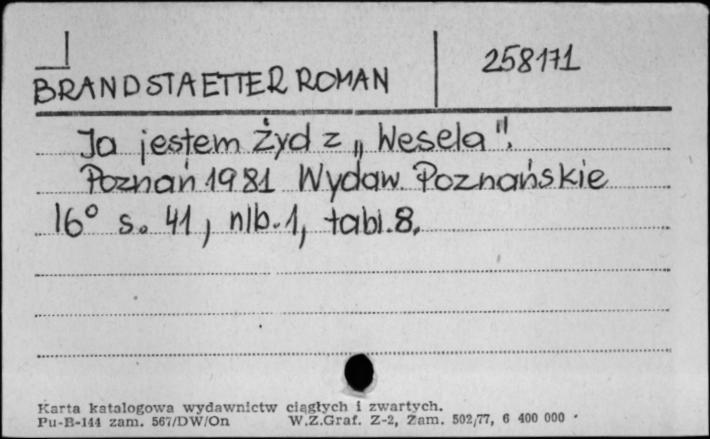 258171
BRANDSTAETTER ROMAN
Ja jestem Żyd z „Wesela".
Poznań 1981 Wydaw. Poznańskie
16° s. 41, nlb. 1, tabl. 8.
Karta katalogowa wydawnictw ciągłych i zwartych.
Pu-B-144 zam. 567/DW/On W.Z.Graf. Z-2, Zam. 502/77, 6 400 000